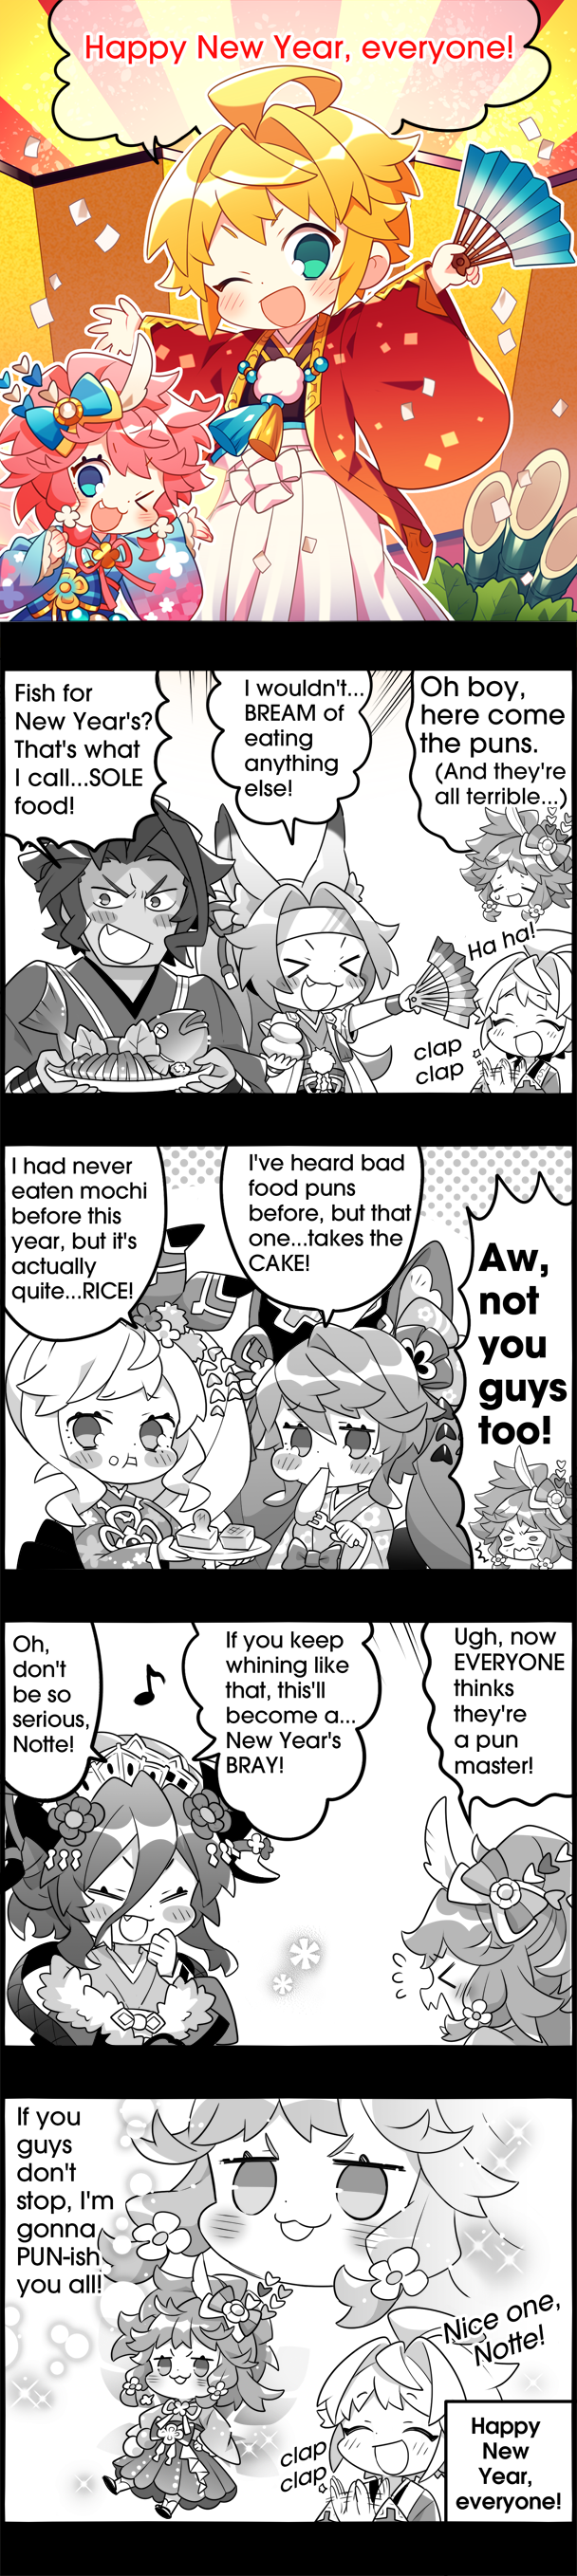 Happy New Year, everyone!
Fish for
New Year's?
That's what
I call...SOLE
food!
I wouldn't...
BREAM of
eating
anything
else!
Oh boy,
here come
the puns.
(And they're
all terrible...)
Ha ha!
clap
clap
I had never
eaten mochi
before this
year, but it's
actually
quite...RICE!
I've heard bad
food puns
before, but that
one...takes the
CAKE!
Aw,
not
you
guys
too!
Oh,
don't
be so
serious,
Notte!
If you keep
whining like
that, this'll
become a...
New Year's
BRAY!
Ugh, now
EVERYONE
thinks
they're
a pun
master!
If you
guys
don't
stop, I'm
gonna
PUN-ish
you all!
Nice one,
Notte!
clap
clap
Happy
New
Year,
everyone!